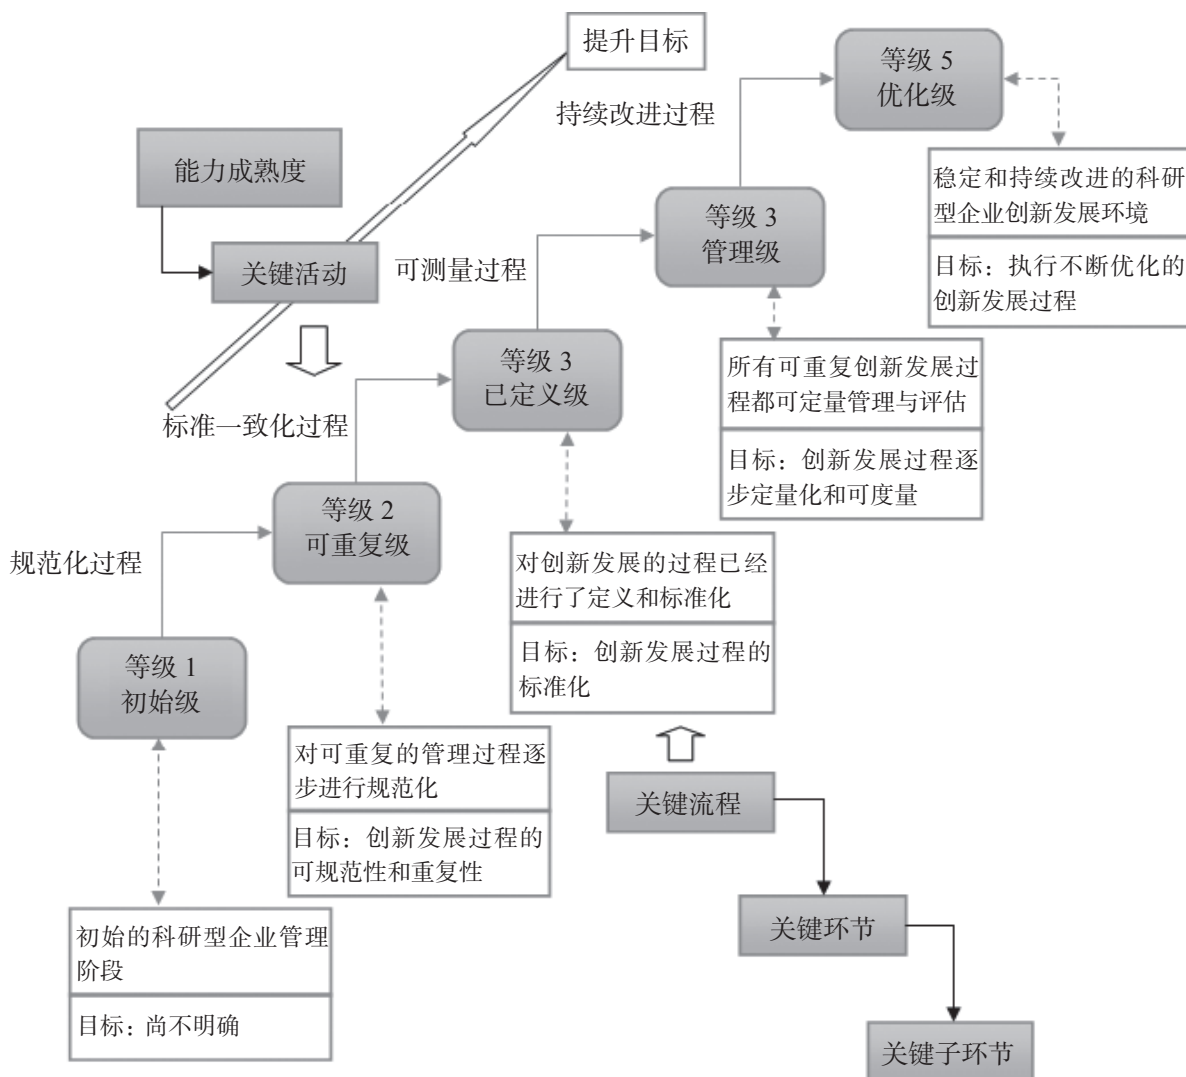 提升目标
等级 5
优化级
持续改进过程
能力成熟度
稳定和持续改进的科研
型企业创新发展环境
目标：执行不断优化的
创新发展过程
等级 3
管理级
关键活动
可测量过程
等级 3
已定义级
所有可重复创新发展过
程都可定量管理与评估
目标：创新发展过程逐
步定量化和可度量
标准一致化过程
等级 2
可重复级
规范化过程
对创新发展的过程已经
进行了定义和标准化
目标：创新发展过程的
标准化
等级 1
初始级
对可重复的管理过程逐
步进行规范化
目标：创新发展过程的
可规范性和重复性
关键流程
初始的科研型企业管理
阶段
目标：尚不明确
关键环节
关键子环节